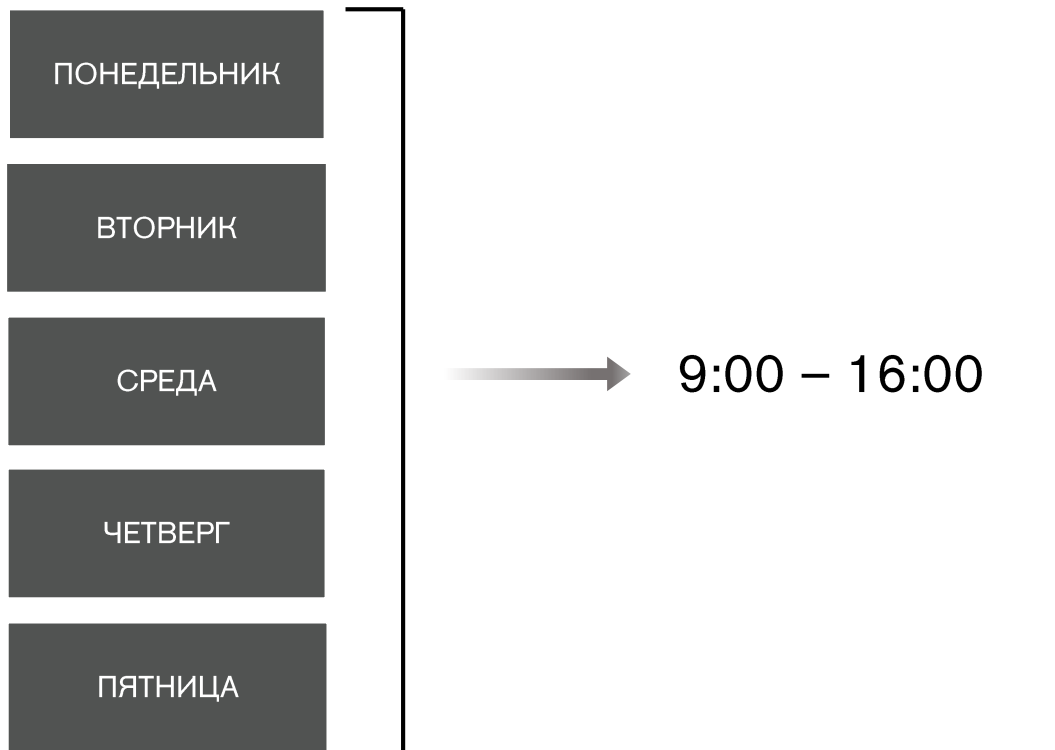 ПОНЕДЕЛЬНИК
ВТОРНИК
СРЕДА
ЧЕТВЕРГ
ПЯТНИЦА
9:00 – 16:00